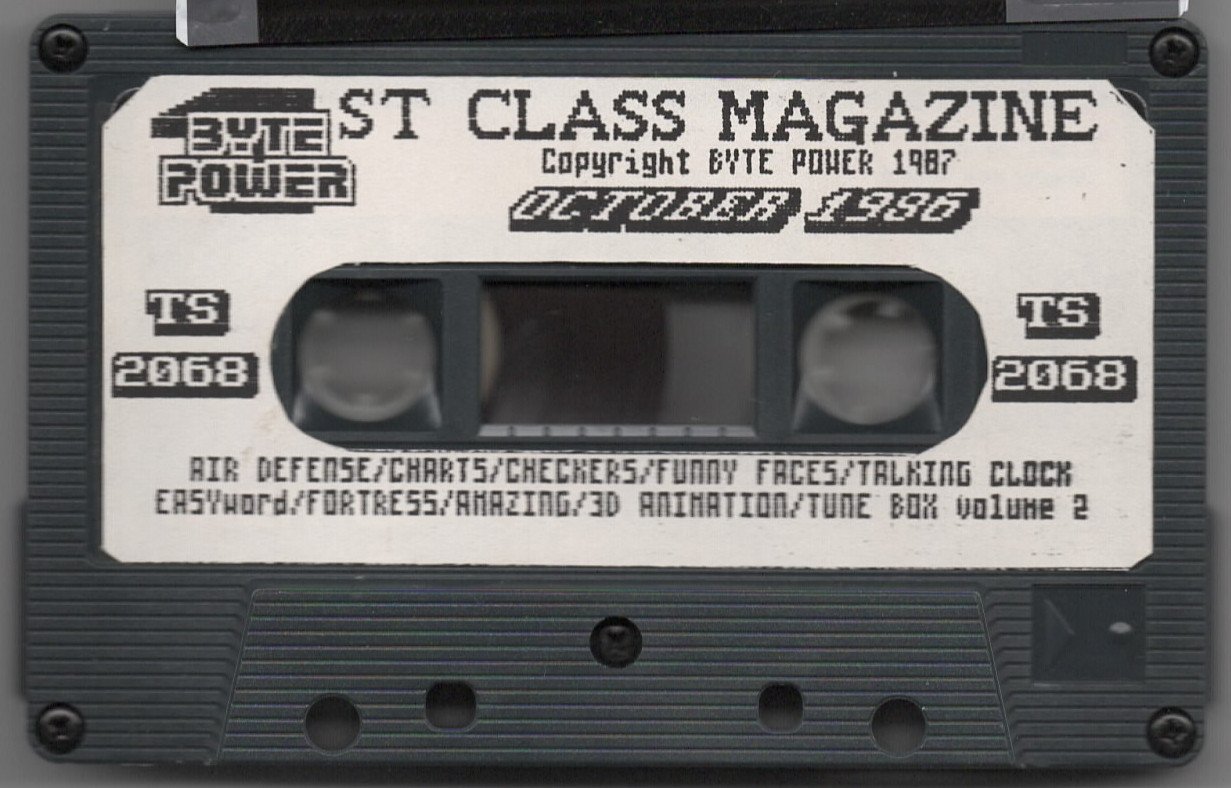 BYTE
POWER
ST CLASS MAGAZINE
Copyright BYTE POWER 1987
OCTOBER 1986
TS
2068
TS
2068
AIR DEFENSE/CHARTS/CHECKERS/FUNNY FACES/TALKING CLOCK
EASYword/FORTRESS/AMAZING/3D ANIMATION/TUNE BOX volume 2